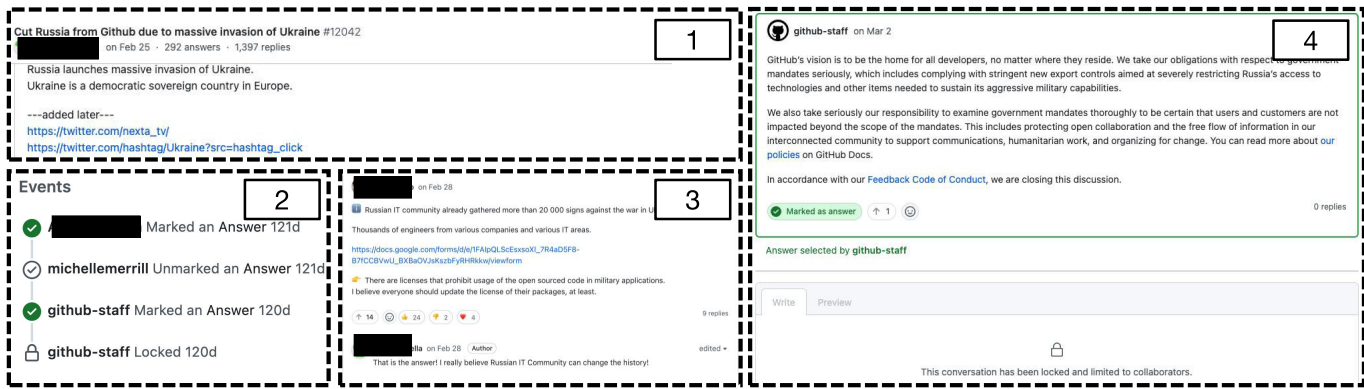 Cut Russia from Github due to massive invasion of Ukraine #12042
on Feb 25 · 292 answers · 1,397 replies
1
Russia launches massive invasion of Ukraine.
Ukraine is a democratic sovereign country in Europe.
---added later---
https://twitter.com/nexta_tv/
https://twitter.com/hashtag/Ukraine?src=hashtag_click
Events
2
Marked an Answer 121d
michellemerrill Unmarked an Answer 121d
github-staff Marked an Answer 120d
github-staff Locked 120d
on Feb 28
3
Russian IT community already gathered more than 20 000 signs against the war in
Thousands of engineers from various companies and various IT areas.
https://docs.google.com/forms/d/e/1FAIpQLScEsxsoXI_7R4aD5F8-
B7fCCBVwU_BXBaOVJsKszbFyRHRkkw/viewform
👉 There are licenses that prohibit usage of the open sourced code in military applications.
I believe everyone should update the license of their packages, at least.
↑ 14 👍 24 👎 2 ❤️ 4
9 replies
ella on Feb 28 Author
edited
That is the answer! I really believe Russian IT Community can change the history!
github-staff on Mar 2
4
GitHub's vision is to be the home for all developers, no matter where they reside. We take our obligations with respect to government
mandates seriously, which includes complying with stringent new export controls aimed at severely restricting Russia's access to
technologies and other items needed to sustain its aggressive military capabilities.
We also take seriously our responsibility to examine government mandates thoroughly to be certain that users and customers are not
impacted beyond the scope of the mandates. This includes protecting open collaboration and the free flow of information in our
interconnected community to support communications, humanitarian work, and organizing for change. You can read more about our
policies on GitHub Docs.
In accordance with our Feedback Code of Conduct, we are closing this discussion.
Marked as answer ↑ 1
0 replies
Answer selected by github-staff
Write Preview
This conversation has been locked and limited to collaborators.